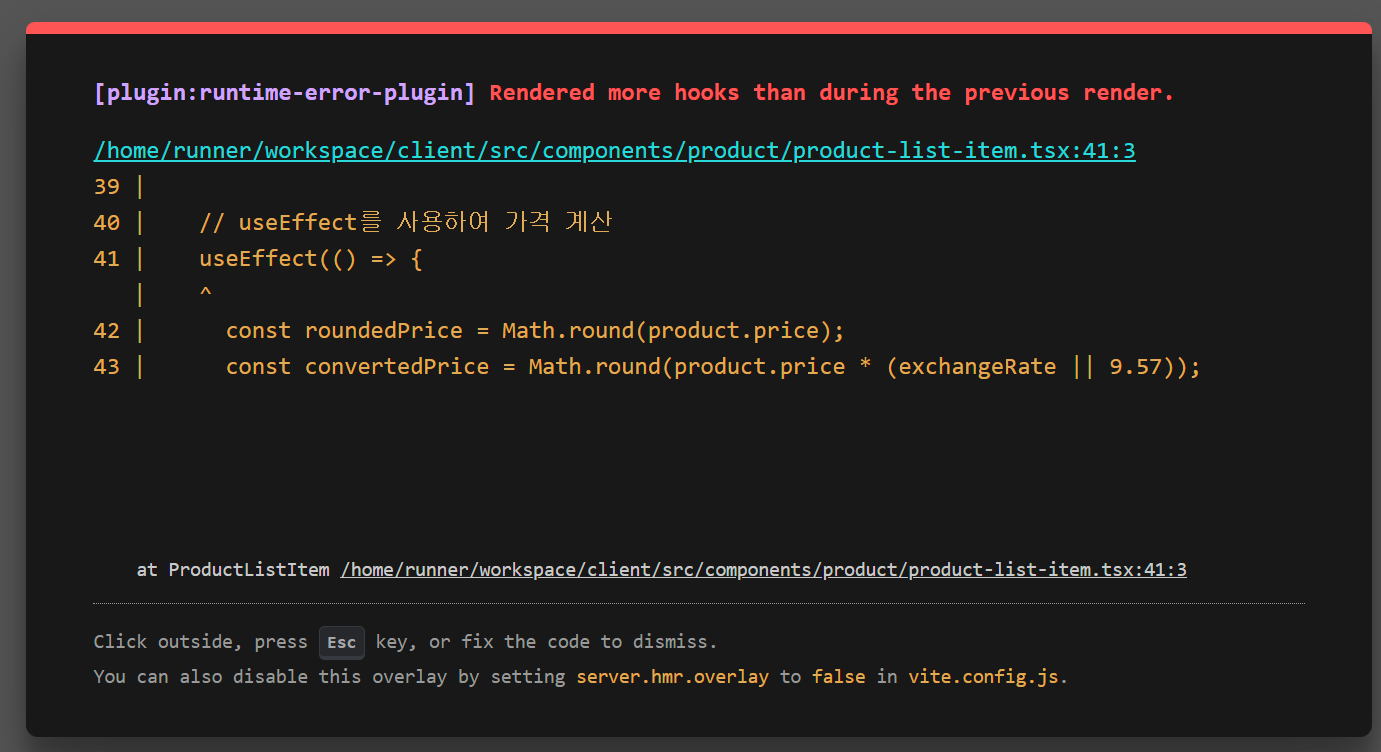 [plugin:runtime-error-plugin] Rendered more hooks than during the previous render.
/home/runner/workspace/client/src/components/product/product-list-item.tsx:41:3
39 |
40 |    // useEffect를 사용하여 가격 계산
41 |    useEffect(() => {
   |    ^
42 |      const roundedPrice = Math.round(product.price);
43 |      const convertedPrice = Math.round(product.price * (exchangeRate || 9.57));
at ProductListItem /home/runner/workspace/client/src/components/product/product-list-item.tsx:41:3
Click outside, press Esc key, or fix the code to dismiss.
You can also disable this overlay by setting server.hmr.overlay to false in vite.config.js.